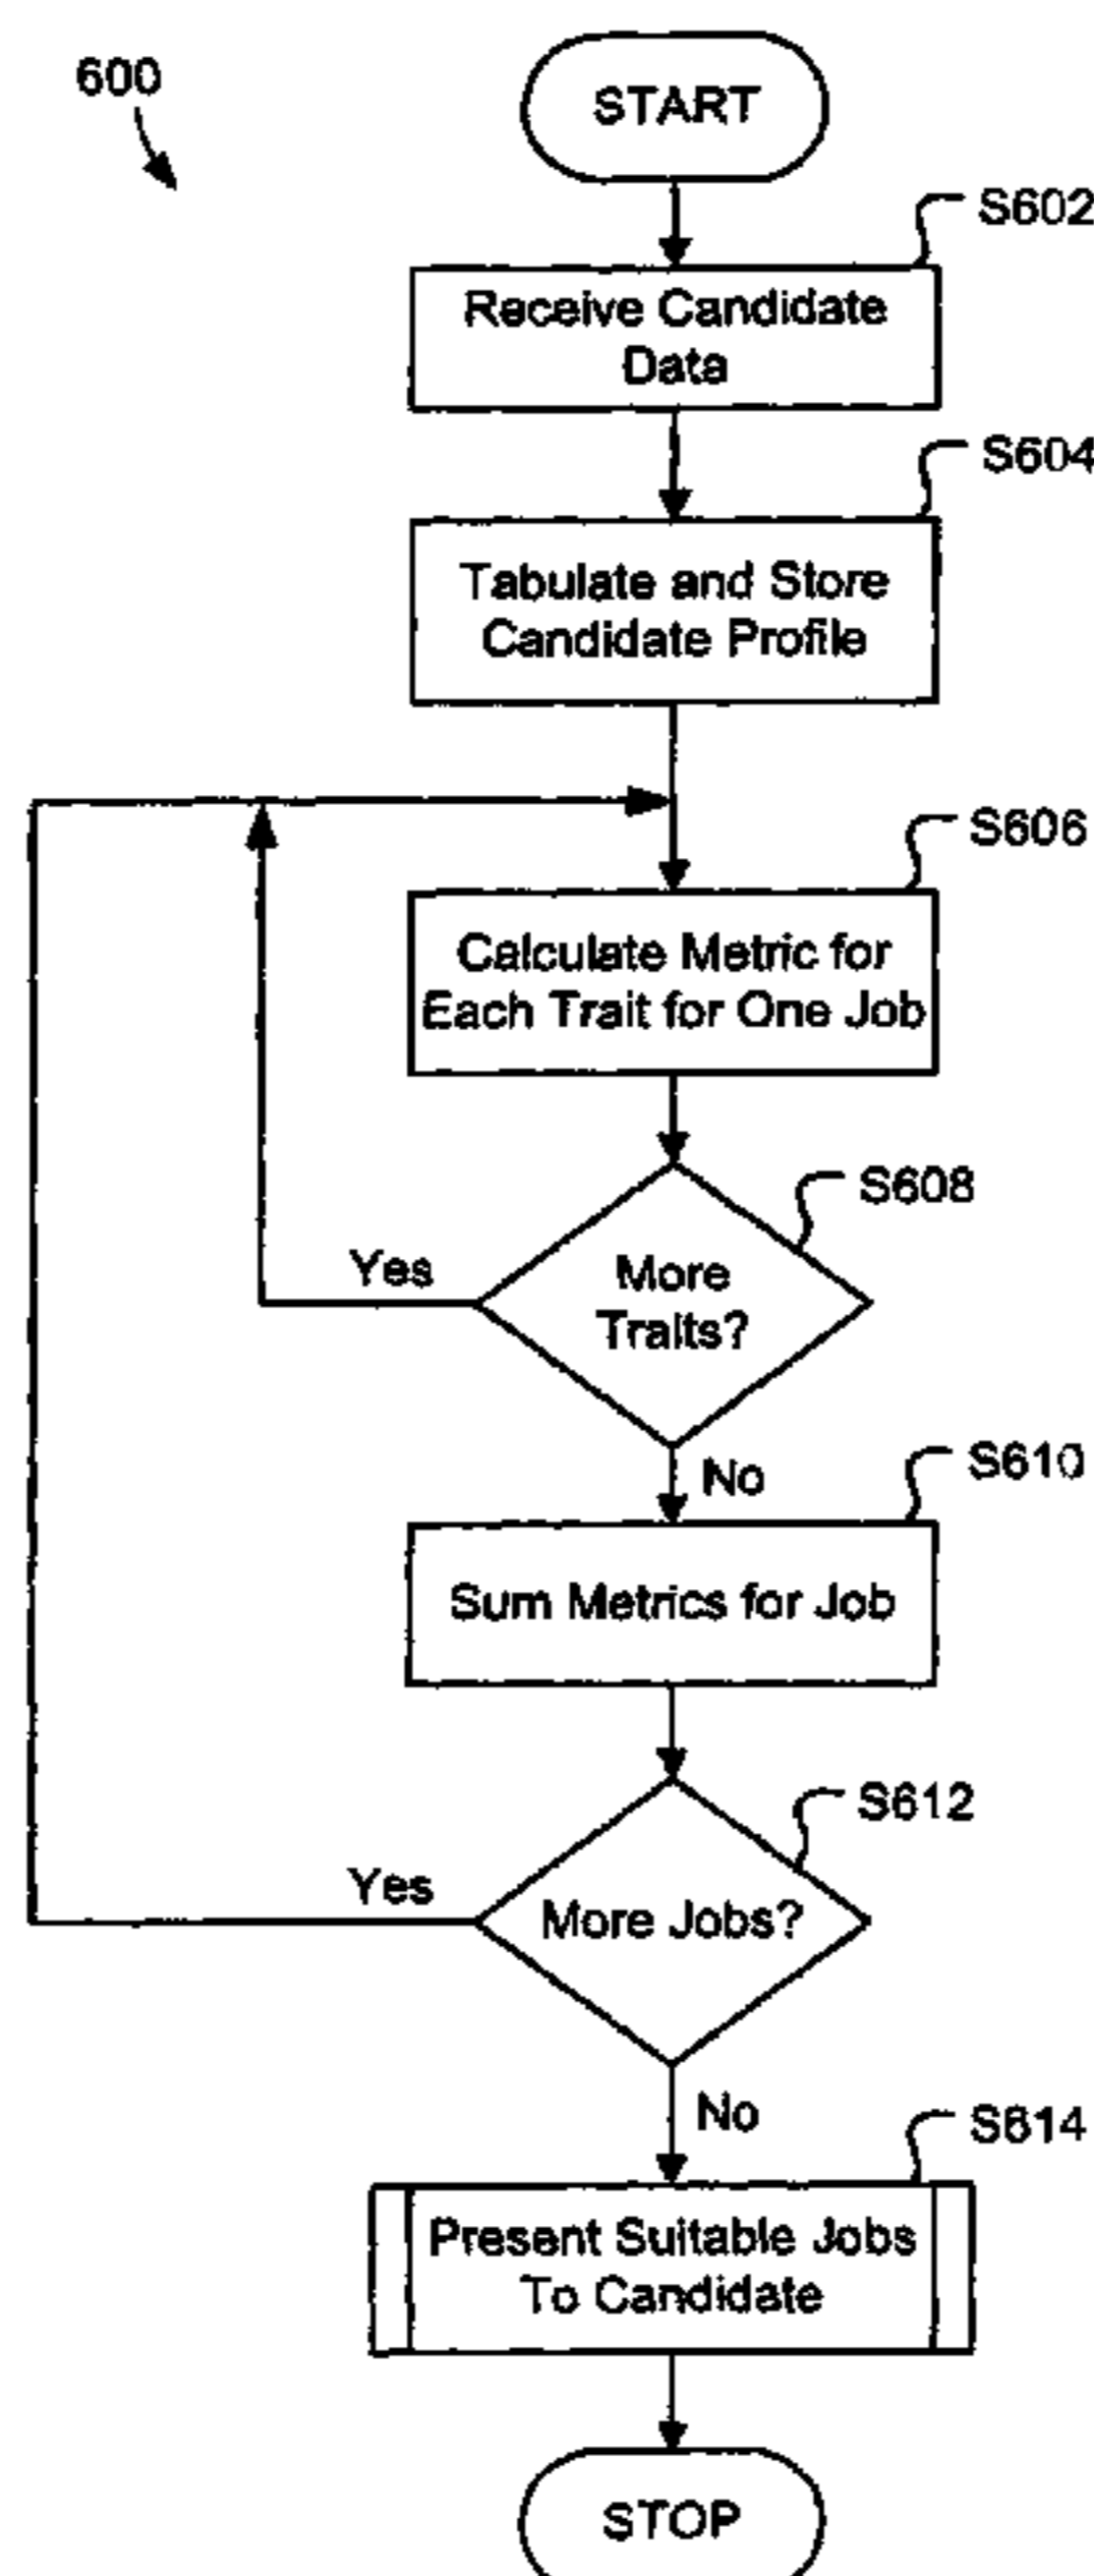 600
START
S602
Receive Candidate
Data
S604
Tabulate and Store
Candidate Profile
S606
Calculate Metric for
Each Trait for One Job
S608
More
Traits?
Yes
No
S610
Sum Metrics for Job
S612
More Jobs?
Yes
No
S614
Present Suitable Jobs
To Candidate
STOP